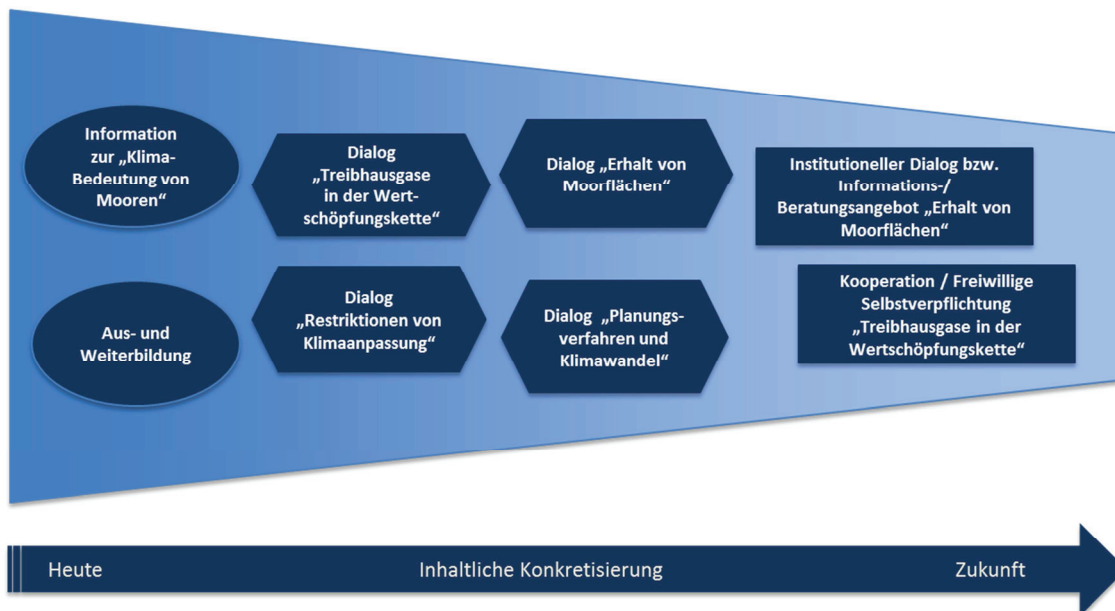 Information
zur „Klima-
Bedeutung von
Mooren“
Dialog
„Treibhausgase
in der Wert-
schöpfungskette“
Dialog „Erhalt von
Moorflächen“
Institutioneller Dialog bzw.
Informations-/
Beratungsangebot „Erhalt von
Moorflächen“
Aus- und
Weiterbildung
Dialog
„Restriktionen von
Klimaanpassung“
Dialog „Planungs-
verfahren und
Klimawandel“
Kooperation / Freiwillige
Selbstverpflichtung
„Treibhausgase in der
Wertschöpfungskette“
Heute
Inhaltliche Konkretisierung
Zukunft